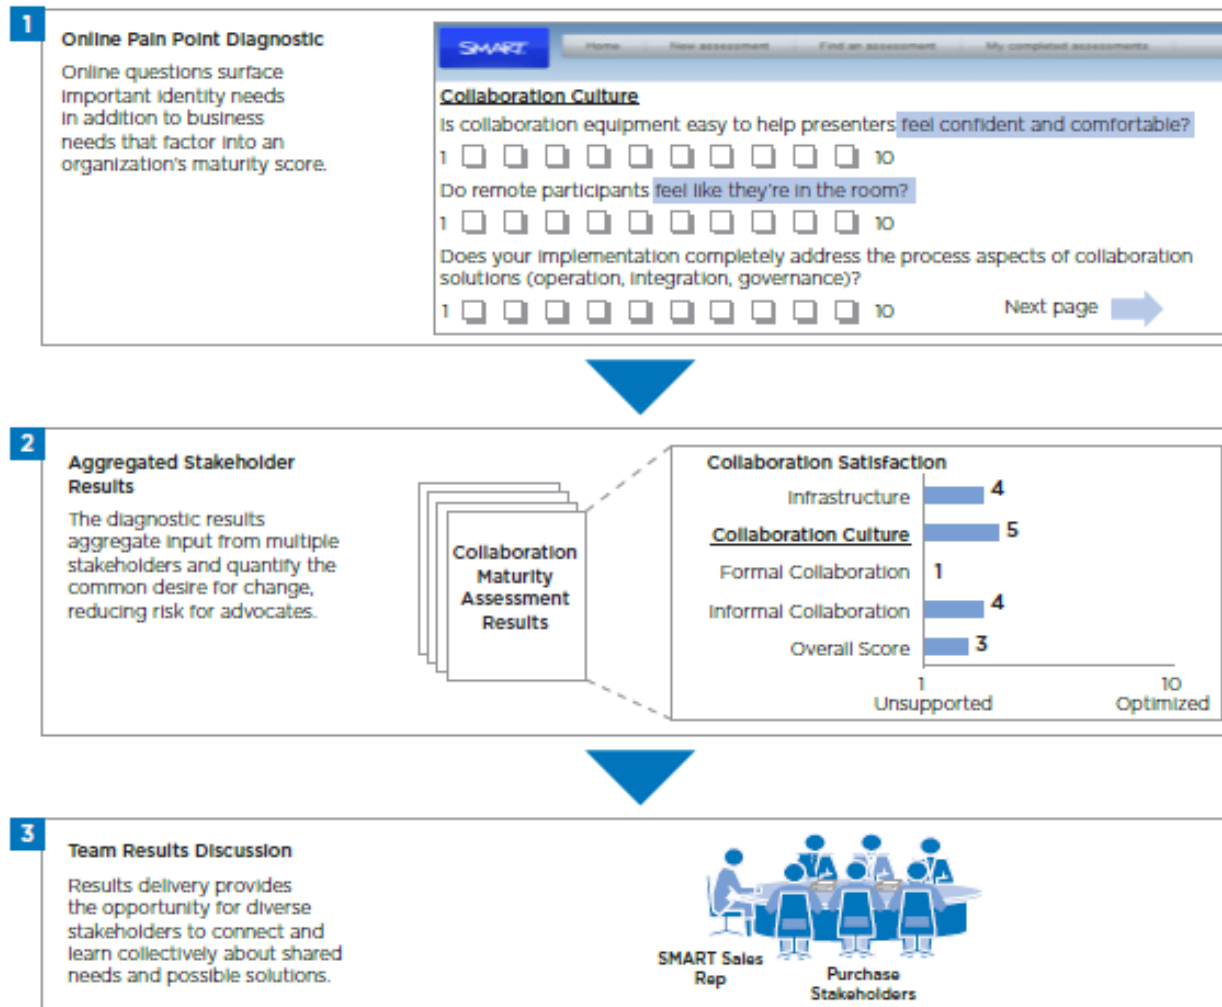 1
Online Pain Point Diagnostic
Online questions surface
important identity needs
in addition to business
needs that factor into an
organization's maturity score.
SMART Home New assessment Find an assessment My completed assessments
Collaboration Culture
Is collaboration equipment easy to help presenters feel confident and comfortable?
1 10
Do remote participants feel like they're in the room?
1 10
Does your implementation completely address the process aspects of collaboration
solutions (operation, integration, governance)?
1 10
Next page
2
Aggregated Stakeholder
Results
The diagnostic results
aggregate input from multiple
stakeholders and quantify the
common desire for change,
reducing risk for advocates.
Collaboration
Maturity
Assessment
Results
Collaboration Satisfaction
Infrastructure 4
Collaboration Culture 5
Formal Collaboration 1
Informal Collaboration 4
Overall Score 3
1 10
Unsupported Optimized
3
Team Results Discussion
Results delivery provides
the opportunity for diverse
stakeholders to connect and
learn collectively about shared
needs and possible solutions.
SMART Sales
Rep
Purchase
Stakeholders